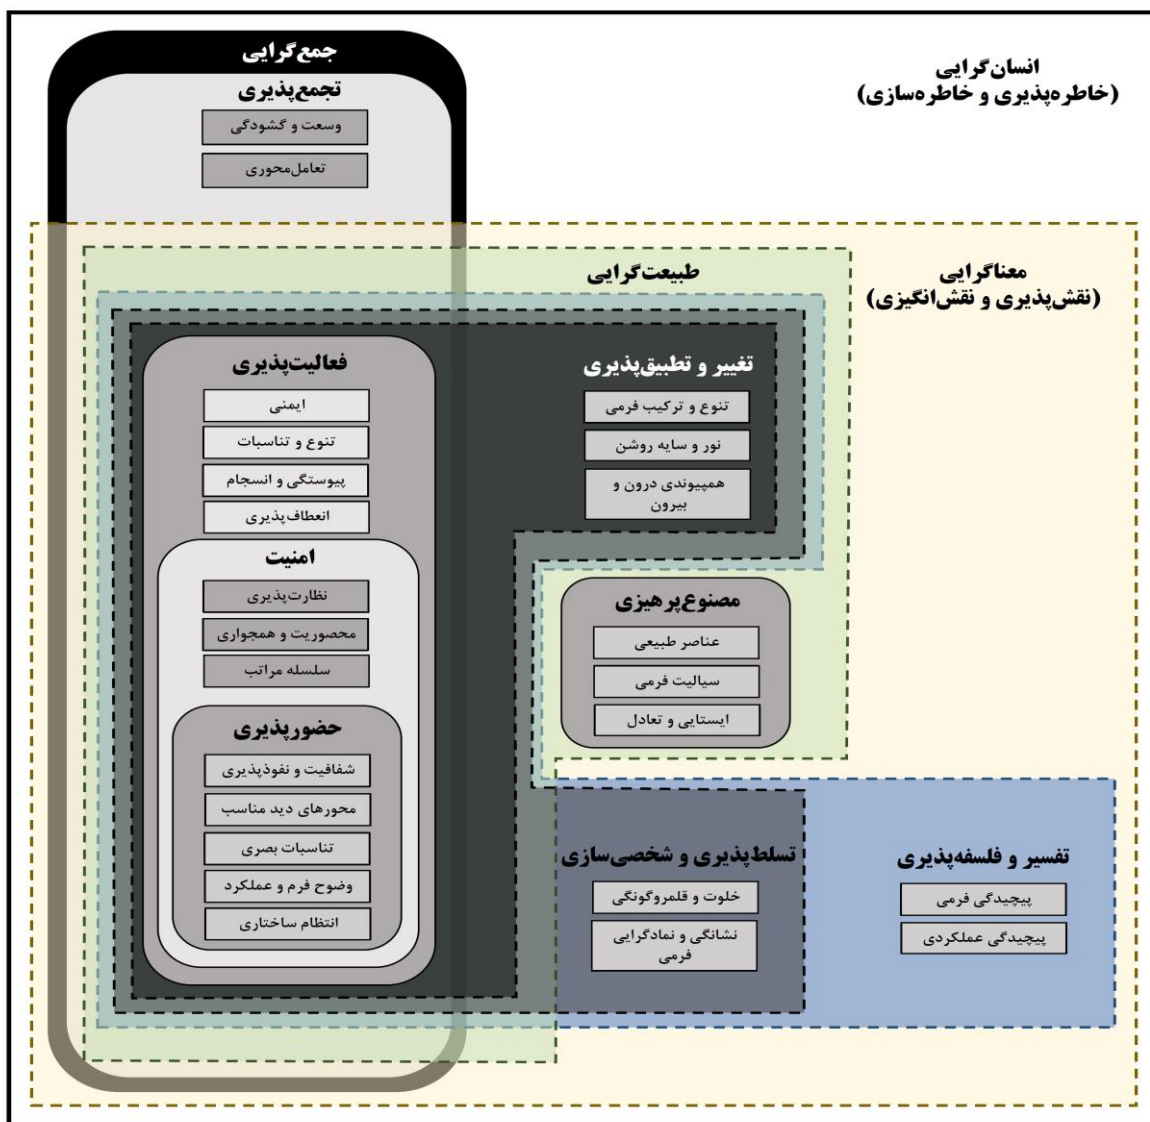 جمع‌گرایی
انسان‌گرایی
(خاطره‌پذیری و خاطره‌سازی)
تجمع‌پذیری
وسعت و گشودگی
تعامل‌محوری
معناگرایی
(نقش‌پذیری و نقش‌انگیزی)
طبیعت‌گرایی
تغییر و تطبیق‌پذیری
تنوع و ترکیب فرمی
نور و سایه روشن
همپیوندی درون و
بیرون
فعالیت‌پذیری
ایمنی
تنوع و تناسبات
پیوستگی و انسجام
انعطاف‌پذیری
امنیت
نظارت‌پذیری
محصوریت و همجواری
سلسله مراتب
مصنوع‌پرهیزی
عناصر طبیعی
سیالیت فرمی
ایستایی و تعادل
حضورپذیری
شفافیت و نفوذپذیری
محورهای دید مناسب
تناسبات بصری
وضوح فرم و عملکرد
انتظام ساختاری
تسلط‌پذیری و شخصی‌سازی
خلوت و قلمروگونگی
نشانگی و نمادگرایی
فرمی
تفسیر و فلسفه‌پذیری
پیچیدگی فرمی
پیچیدگی عملکردی